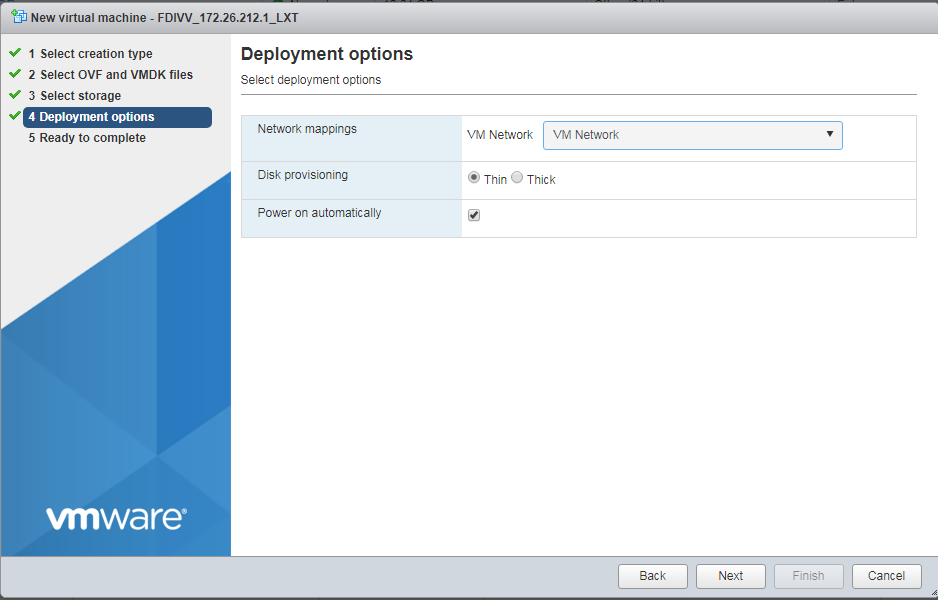 New virtual machine - FDIVV_172.26.212.1_LXT
1 Select creation type
2 Select OVF and VMDK files
3 Select storage
4 Deployment options
5 Ready to complete
vmware®
Deployment options
Select deployment options
Network mappings
VM Network VM Network
Disk provisioning
Thin Thick
Power on automatically
Back Next Finish Cancel